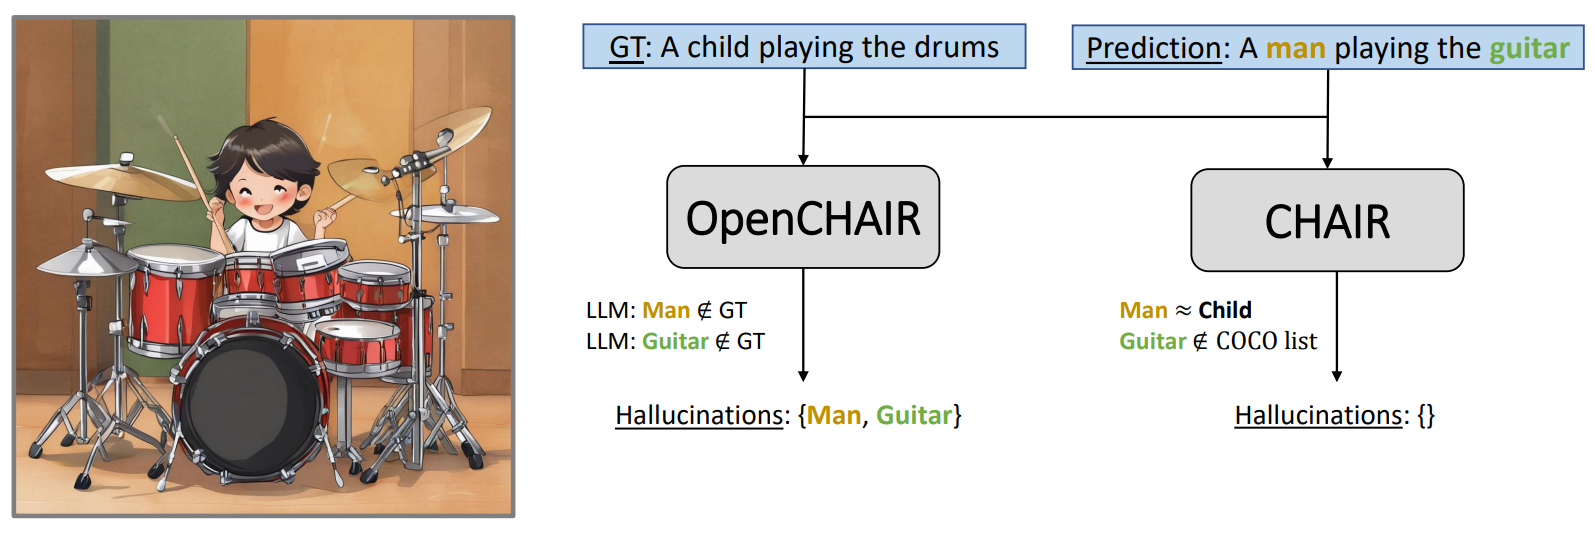 GT: A child playing the drums
Prediction: A man playing the guitar
OpenCHAIR
CHAIR
LLM: Man ∉ GT
LLM: Guitar ∉ GT
Man ≈ Child
Guitar ∉ COCO list
Hallucinations: {Man, Guitar}
Hallucinations: {}